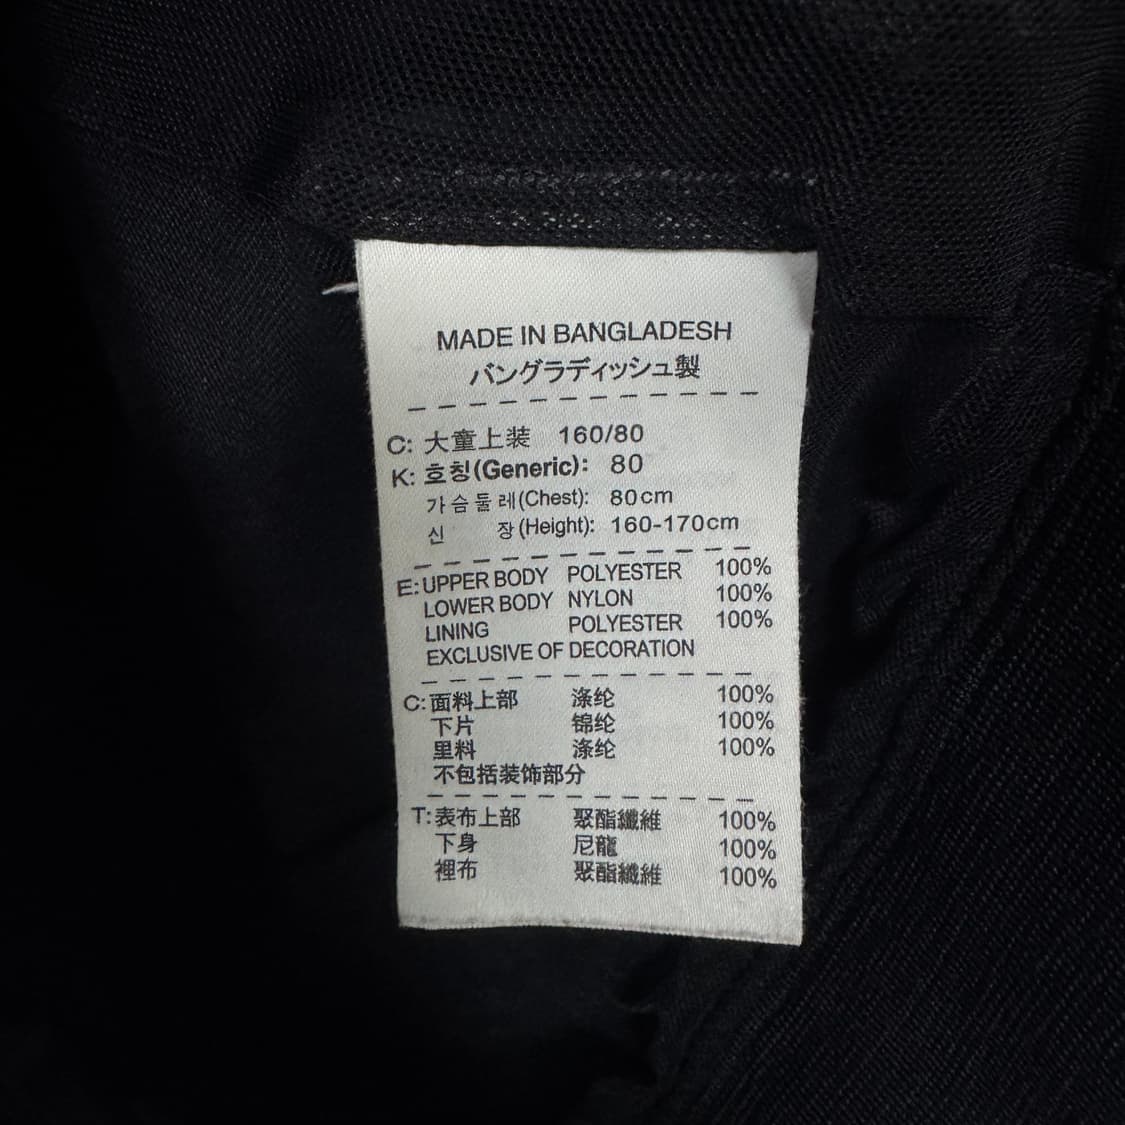 MADE IN BANGLADESH
バングラディッシュ製
C: 大童上装 160/80
K: 호칭(Generic): 80
가슴둘레(Chest): 80cm
신 장(Height): 160-170cm
E: UPPER BODY POLYESTER 100%
LOWER BODY NYLON 100%
LINING POLYESTER 100%
EXCLUSIVE OF DECORATION
C: 面料上部 涤纶 100%
下片 锦纶 100%
里料 涤纶 100%
不包括装饰部分
T: 表布上部 聚酯纖維 100%
下身 尼龍 100%
裡布 聚酯纖維 100%